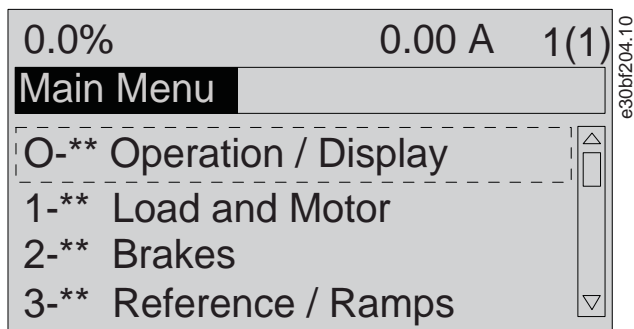 0.0% 0.00 A 1(1)
Main Menu
O-** Operation / Display
1-** Load and Motor
2-** Brakes
3-** Reference / Ramps
e30bf204.10